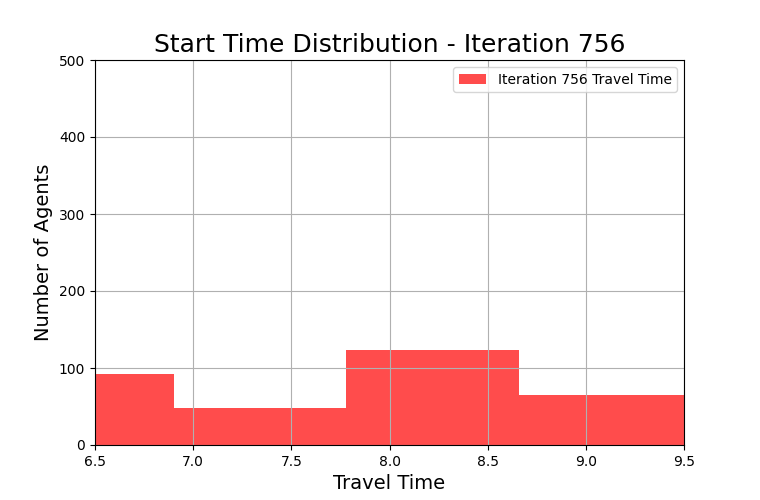 Start Time Distribution - Iteration 756
Iteration 756 Travel Time
Number of Agents
500
400
300
200
100
0
6.5 7.0 7.5 8.0 8.5 9.0 9.5
Travel Time